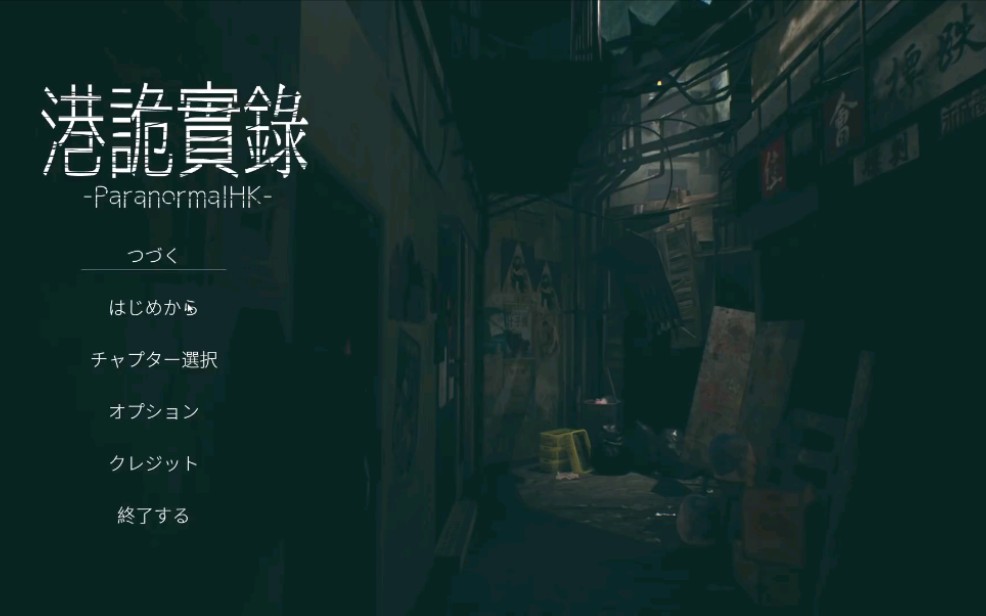 港詭實錄
-ParanormalHK-
つづく
はじめから
チャプター選択
オプション
クレジット
終了する
會